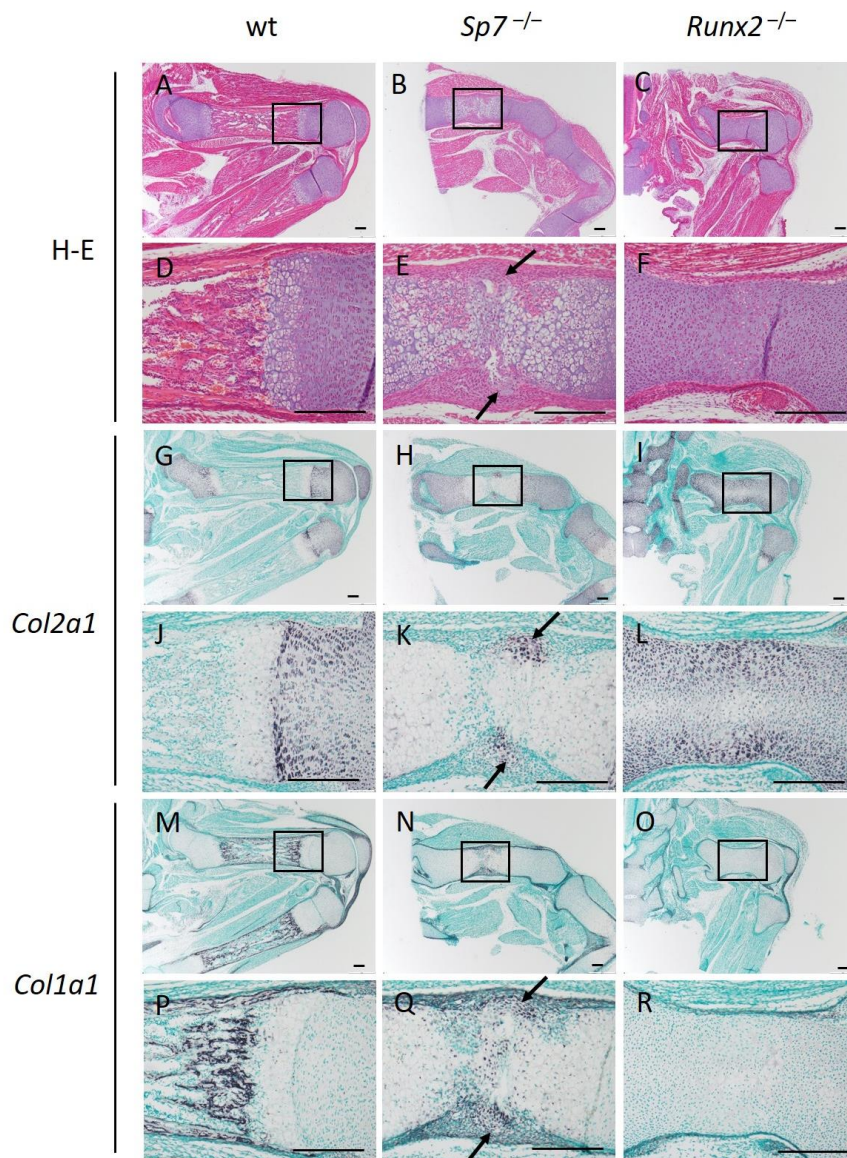 wt Sp7 –/– Runx2 –/–
A B C
H-E
D E F
G H I
Col2a1
J K L
M N O
Col1a1
P Q R